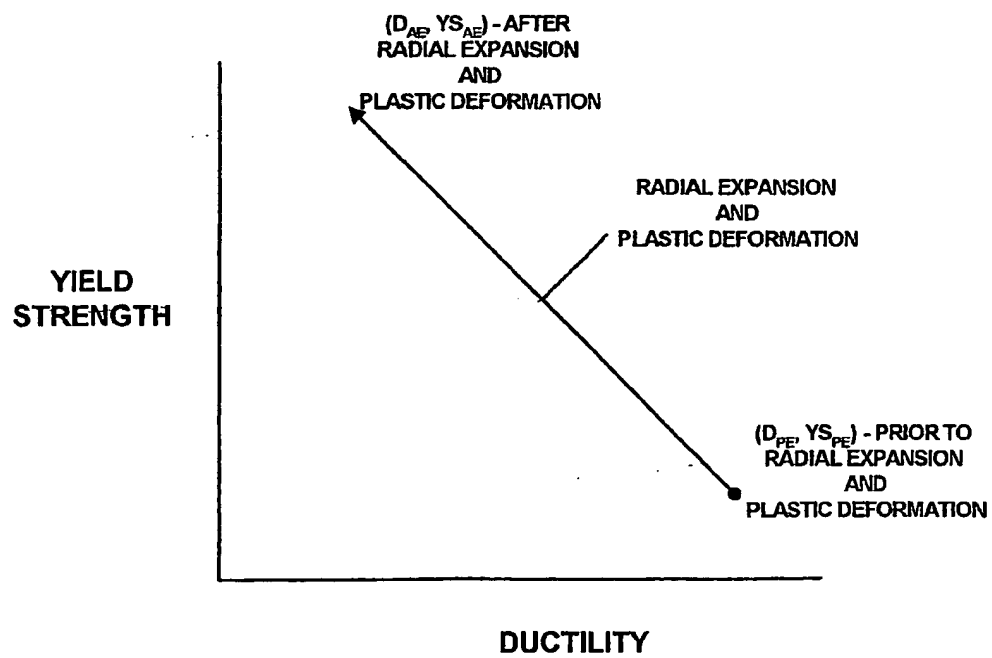 (D_AE, YS_AE) - AFTER
RADIAL EXPANSION
AND
PLASTIC DEFORMATION
RADIAL EXPANSION
AND
PLASTIC DEFORMATION
YIELD
STRENGTH
(D_PE, YS_PE) - PRIOR TO
RADIAL EXPANSION
AND
PLASTIC DEFORMATION
DUCTILITY